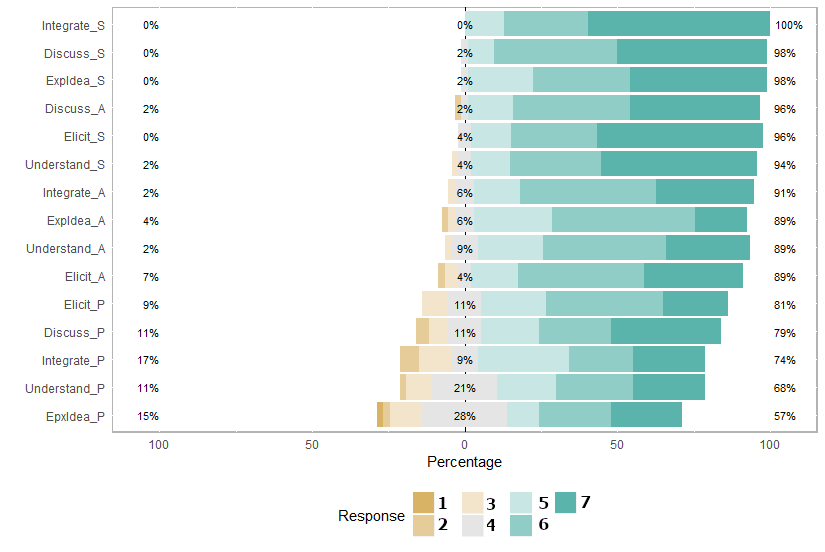 Integrate_S 0% 0% 100%
Discuss_S 0% 2% 98%
ExpIdea_S 0% 2% 98%
Discuss_A 2% 2% 96%
Elicit_S 0% 4% 96%
Understand_S 2% 4% 94%
Integrate_A 2% 6% 91%
ExpIdea_A 4% 6% 89%
Understand_A 2% 9% 89%
Elicit_A 7% 4% 89%
Elicit_P 9% 11% 81%
Discuss_P 11% 11% 79%
Integrate_P 17% 9% 74%
Understand_P 11% 21% 68%
EpxIdea_P 15% 28% 57%
100 50 0 50 100
Percentage
Response 1 3 5 7
2 4 6